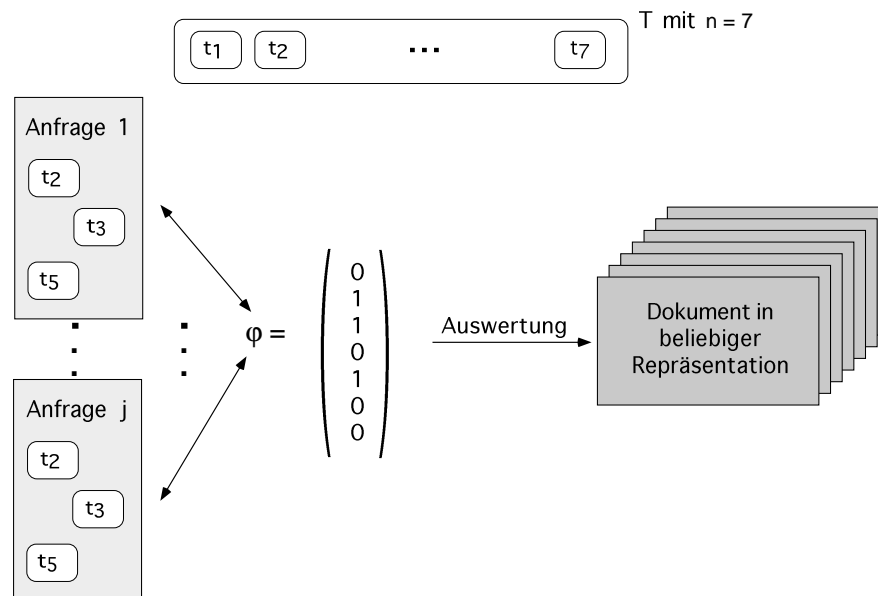 T mit n = 7
t1 t2 ... t7
Anfrage 1
t2
t3
t5
φ =
0
1
1
0
1
0
0
Auswertung
Dokument in
beliebiger
Repräsentation
Anfrage j
t2
t3
t5